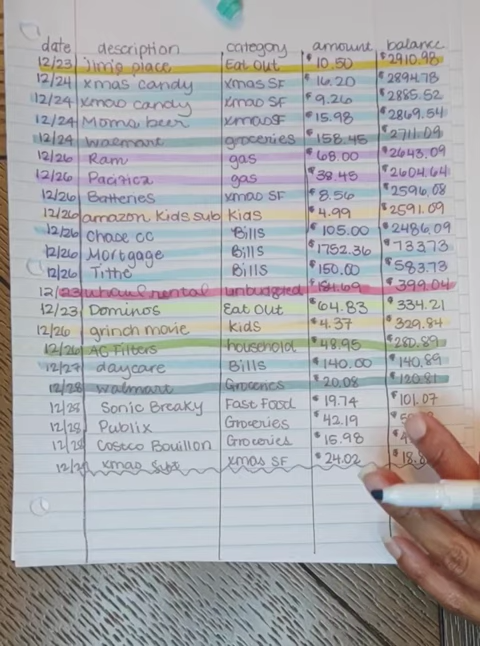 date description category amount balance
12/23 Jim's place Eat Out $10.50 $2910.98
12/24 xmas candy xmas SF $16.20 $2894.78
12/24 xmas candy xmas SF $9.26 $2885.52
12/24 Moms beer xmas SF $15.98 $2869.54
12/24 walmart groceries $158.45 $2711.09
12/26 Ram gas $68.00 $2643.09
12/26 Pacifica gas $38.45 $2604.64
12/26 Batteries xmas SF $8.56 $2596.08
12/26 amazon Kids sub Kids $4.99 $2591.09
12/26 Chase CC Bills $105.00 $2486.09
12/26 Mortgage Bills $1752.36 $733.73
12/26 Tithe Bills $150.00 $583.73
12/23 uhaul rental unbudgeted $184.69 $399.04
12/23 Dominos Eat Out $64.83 $334.21
12/26 grinch movie Kids $4.37 $329.84
12/26 AC Filters household $48.95 $280.89
12/27 daycare Bills $140.00 $140.89
12/28 walmart Groceries $20.08 $120.81
12/28 Sonic Breaky Fast Food $19.74 $101.07
12/28 Publix Groceries $42.19
12/28 Costco Bouillon Groceries $15.98
xmas xmas SF $24.02